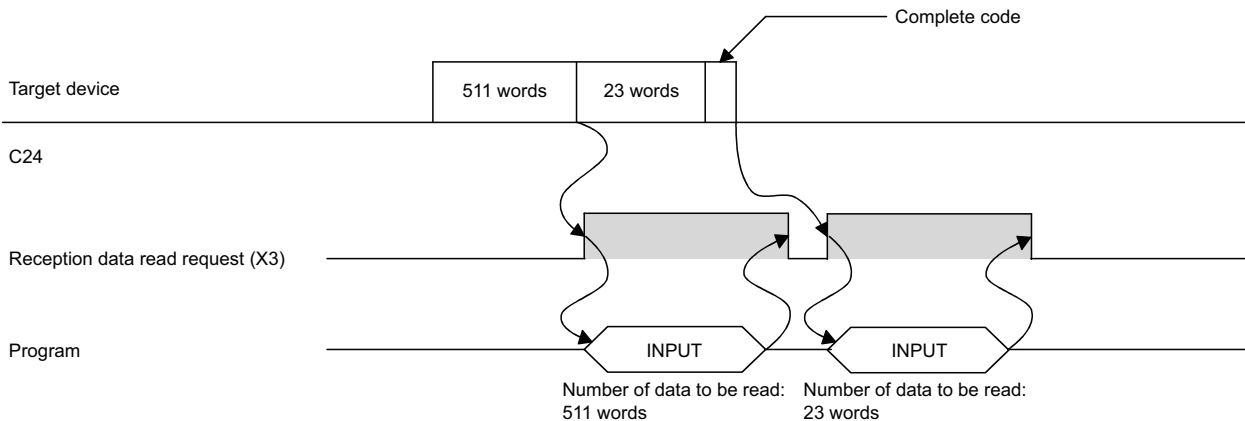 Complete code
Target device
511 words
23 words
C24
Reception data read request (X3)
Program
INPUT
INPUT
Number of data to be read:
511 words
Number of data to be read:
23 words